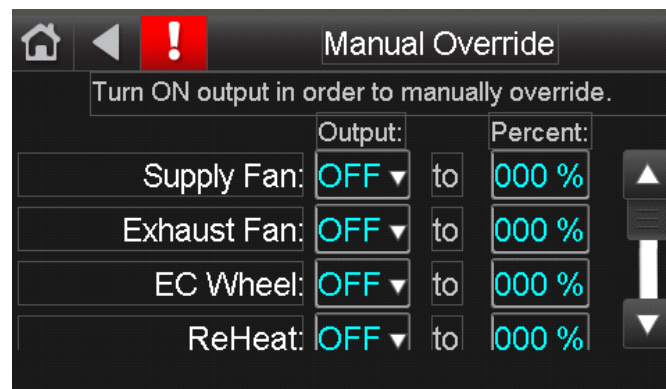 ! Manual Override
Turn ON output in order to manually override.
Output: Percent:
Supply Fan: OFF to 000 %
Exhaust Fan: OFF to 000 %
EC Wheel: OFF to 000 %
ReHeat: OFF to 000 %